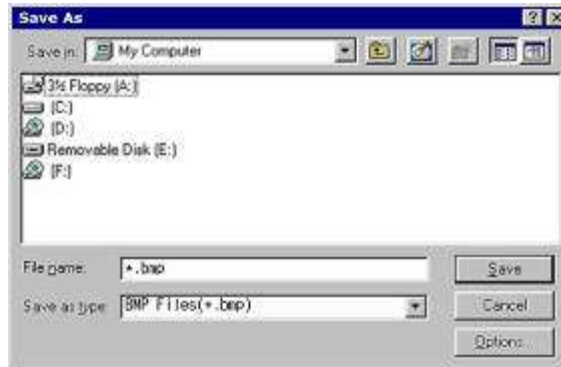 Save As
Save in: My Computer
3½ Floppy (A:)
(C:)
(D:)
Removable Disk (E:)
(F:)
File name: *.bmp
Save
Save as type: BMP Files(*.bmp)
Cancel
Options...